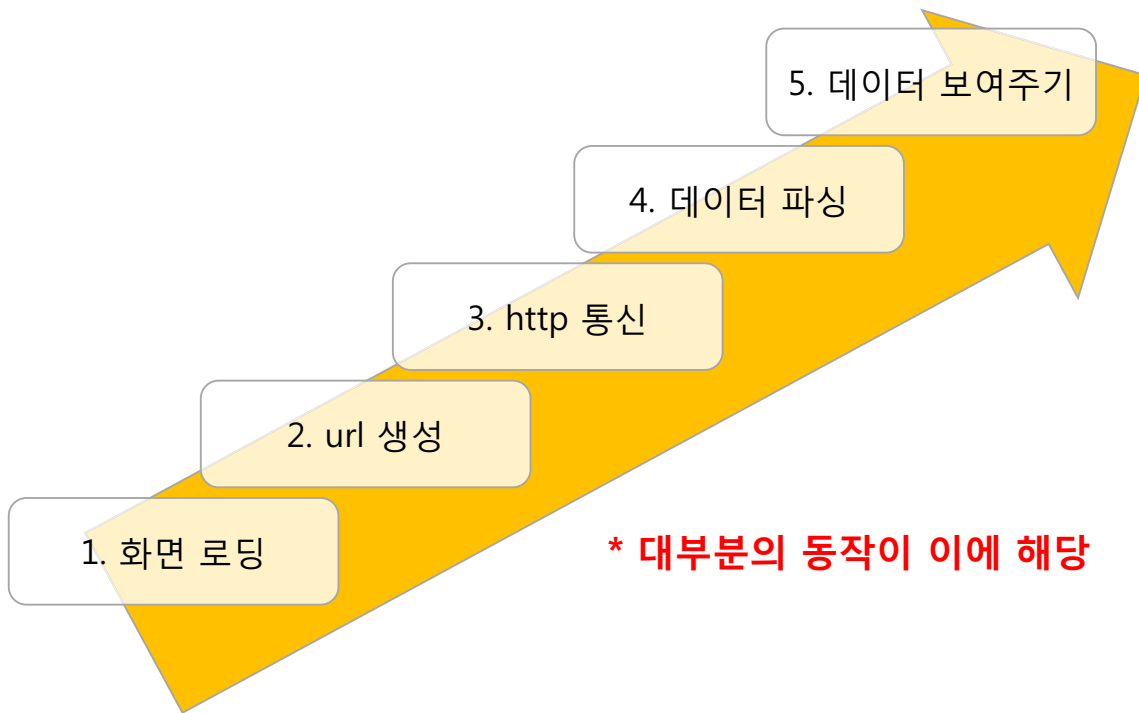 5. 데이터 보여주기
4. 데이터 파싱
3. http 통신
2. url 생성
1. 화면 로딩
* 대부분의 동작이 이에 해당